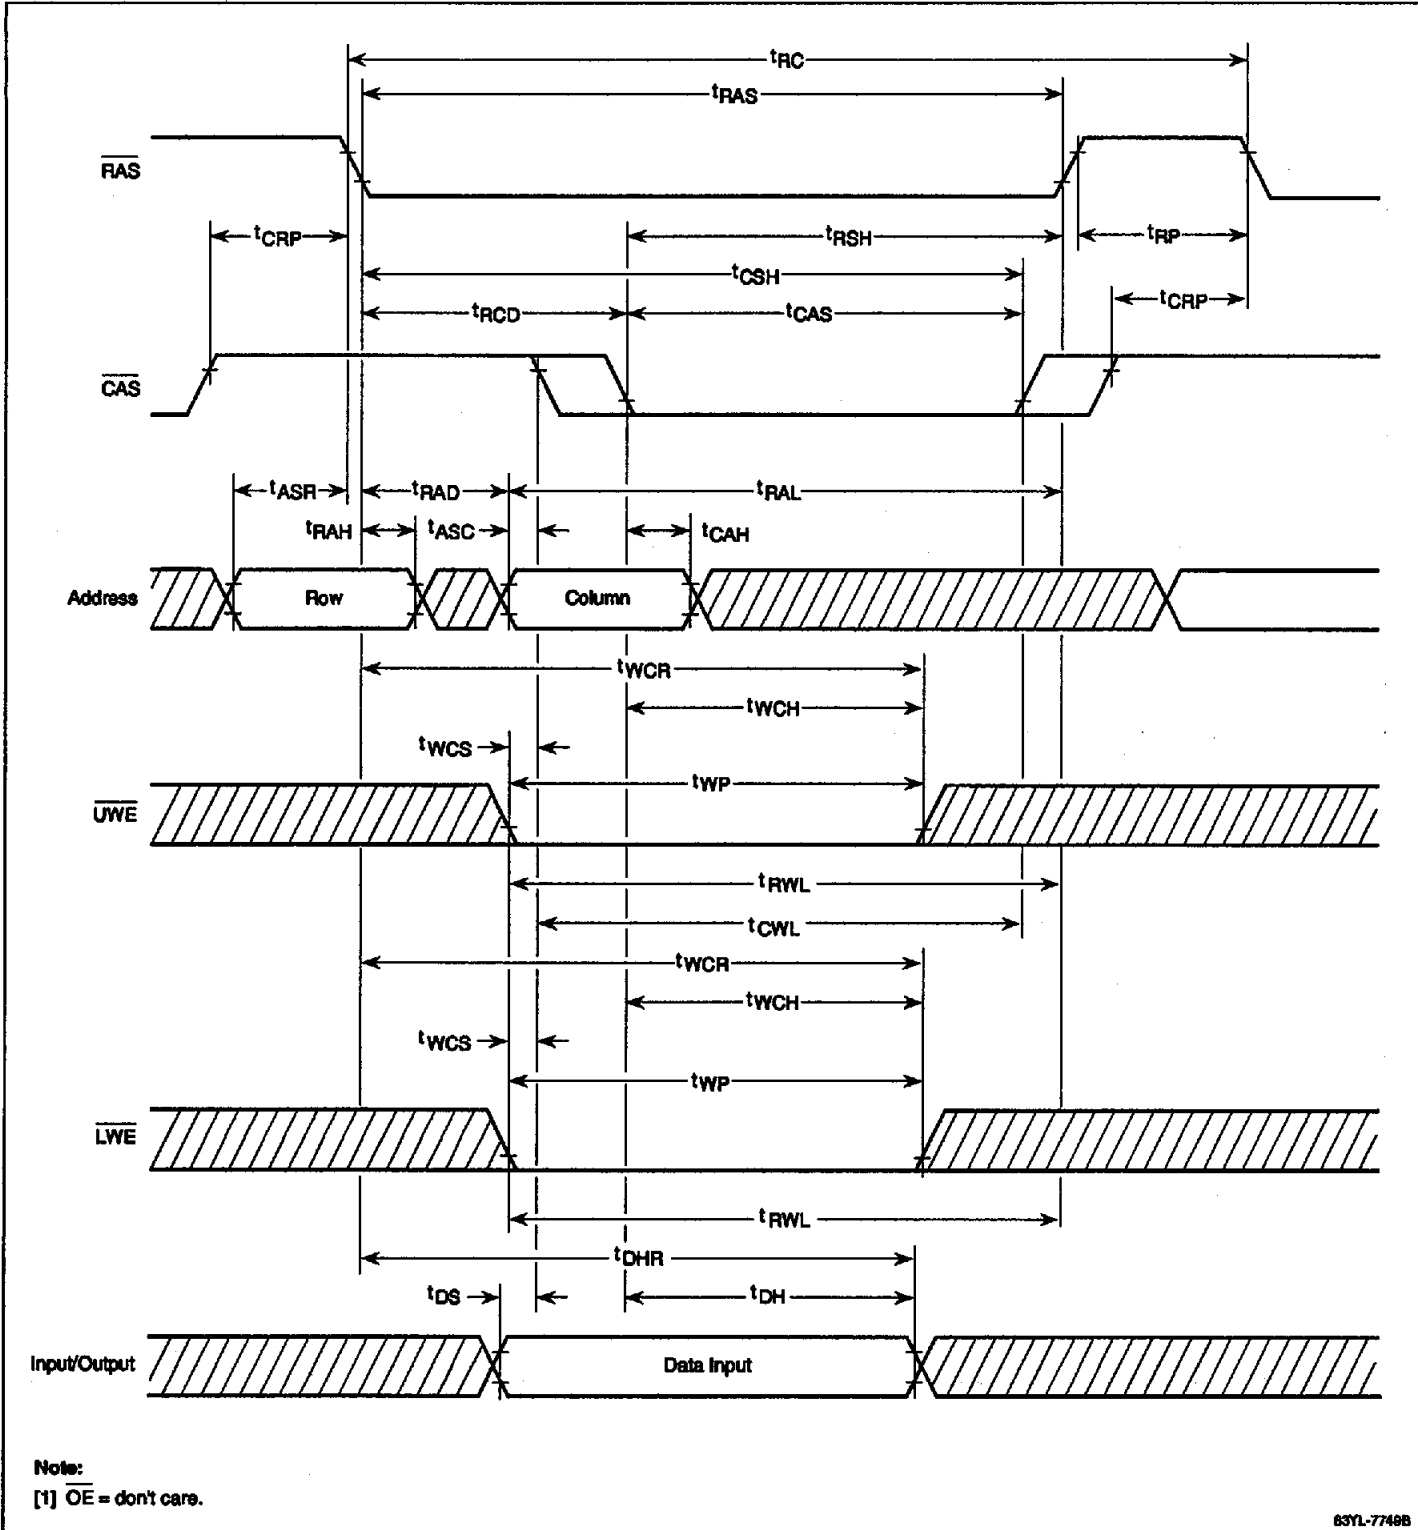 tRC
tRAS
RAS
tCRP
tRSH
tRP
tCSH
tCRP
tRCD
tCAS
CAS
tASR
tRAD
tRAL
tRAH
tASC
tCAH
Address
Row
Column
tWCR
tWCH
tWCS
tWP
UWE
tRWL
tCWL
tWCR
tWCH
tWCS
tWP
LWE
tRWL
tDHR
tDS
tDH
Input/Output
Data Input
Note:
[1] OE = don't care.
83YL-7749B